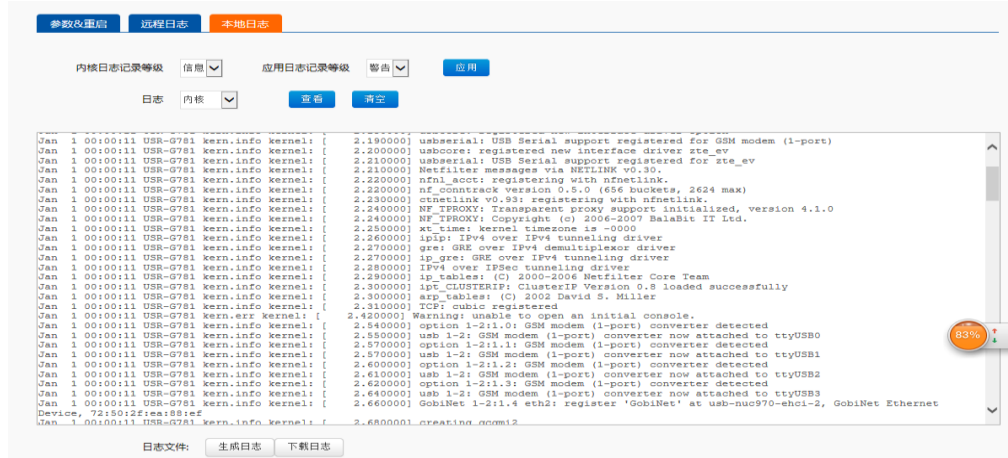 参数&重启 远程日志 本地日志
内核日志记录等级 信息 应用日志记录等级 警告 应用
日志 内核 查看 清空
Jan 1 00:00:11 USR-G781 kern.info kernel: [ 2.190000] usbserial: USB Serial support registered for GSM modem (1-port)
Jan 1 00:00:11 USR-G781 kern.info kernel: [ 2.200000] usbcore: registered new interface driver zte_ev
Jan 1 00:00:11 USR-G781 kern.info kernel: [ 2.210000] usbserial: USB Serial support registered for zte_ev
Jan 1 00:00:11 USR-G781 kern.info kernel: [ 2.210000] Netfilter messages via NETLINK v0.30.
Jan 1 00:00:11 USR-G781 kern.info kernel: [ 2.220000] nfnl_acct: registering with nfnetlink.
Jan 1 00:00:11 USR-G781 kern.info kernel: [ 2.220000] nf_conntrack version 0.5.0 (656 buckets, 2624 max)
Jan 1 00:00:11 USR-G781 kern.info kernel: [ 2.230000] ctnetlink v0.93: registering with nfnetlink.
Jan 1 00:00:11 USR-G781 kern.info kernel: [ 2.240000] NF_TPROXY: Transparent proxy support initialized, version 4.1.0
Jan 1 00:00:11 USR-G781 kern.info kernel: [ 2.240000] NF_TPROXY: Copyright (c) 2006-2007 BalaBit IT Ltd.
Jan 1 00:00:11 USR-G781 kern.info kernel: [ 2.250000] xt_time: kernel timezone is -0000
Jan 1 00:00:11 USR-G781 kern.info kernel: [ 2.260000] ipip: IPv4 over IPv4 tunneling driver
Jan 1 00:00:11 USR-G781 kern.info kernel: [ 2.270000] gre: GRE over IPv4 demultiplexor driver
Jan 1 00:00:11 USR-G781 kern.info kernel: [ 2.270000] ip_gre: GRE over IPv4 tunneling driver
Jan 1 00:00:11 USR-G781 kern.info kernel: [ 2.280000] IPv4 over IPSec tunneling driver
Jan 1 00:00:11 USR-G781 kern.info kernel: [ 2.290000] ip_tables: (C) 2000-2006 Netfilter Core Team
Jan 1 00:00:11 USR-G781 kern.info kernel: [ 2.300000] ipt_CLUSTERIP: ClusterIP Version 0.8 loaded successfully
Jan 1 00:00:11 USR-G781 kern.info kernel: [ 2.300000] arp_tables: (C) 2002 David S. Miller
Jan 1 00:00:11 USR-G781 kern.info kernel: [ 2.310000] TCP: cubic registered
Jan 1 00:00:11 USR-G781 kern.err kernel: [ 2.420000] Warning: unable to open an initial console.
Jan 1 00:00:11 USR-G781 kern.info kernel: [ 2.540000] option 1-2:1.0: GSM modem (1-port) converter detected
Jan 1 00:00:11 USR-G781 kern.info kernel: [ 2.550000] usb 1-2: GSM modem (1-port) converter now attached to ttyUSB0
Jan 1 00:00:11 USR-G781 kern.info kernel: [ 2.570000] option 1-2:1.1: GSM modem (1-port) converter detected
Jan 1 00:00:11 USR-G781 kern.info kernel: [ 2.570000] usb 1-2: GSM modem (1-port) converter now attached to ttyUSB1
Jan 1 00:00:11 USR-G781 kern.info kernel: [ 2.600000] option 1-2:1.2: GSM modem (1-port) converter detected
Jan 1 00:00:11 USR-G781 kern.info kernel: [ 2.610000] usb 1-2: GSM modem (1-port) converter now attached to ttyUSB2
Jan 1 00:00:11 USR-G781 kern.info kernel: [ 2.620000] option 1-2:1.3: GSM modem (1-port) converter detected
Jan 1 00:00:11 USR-G781 kern.info kernel: [ 2.640000] usb 1-2: GSM modem (1-port) converter now attached to ttyUSB3
Jan 1 00:00:11 USR-G781 kern.info kernel: [ 2.660000] GobiNet 1-2:1.4 eth2: register 'GobiNet' at usb-nuc970-ehci-2, GobiNet Ethernet
Device, 72:50:2f:ea:88:ef
Jan 1 00:00:11 USR-G781 kern.info kernel: [ 2.680000] creating qcqmi2
83%
日志文件: 生成日志 下载日志